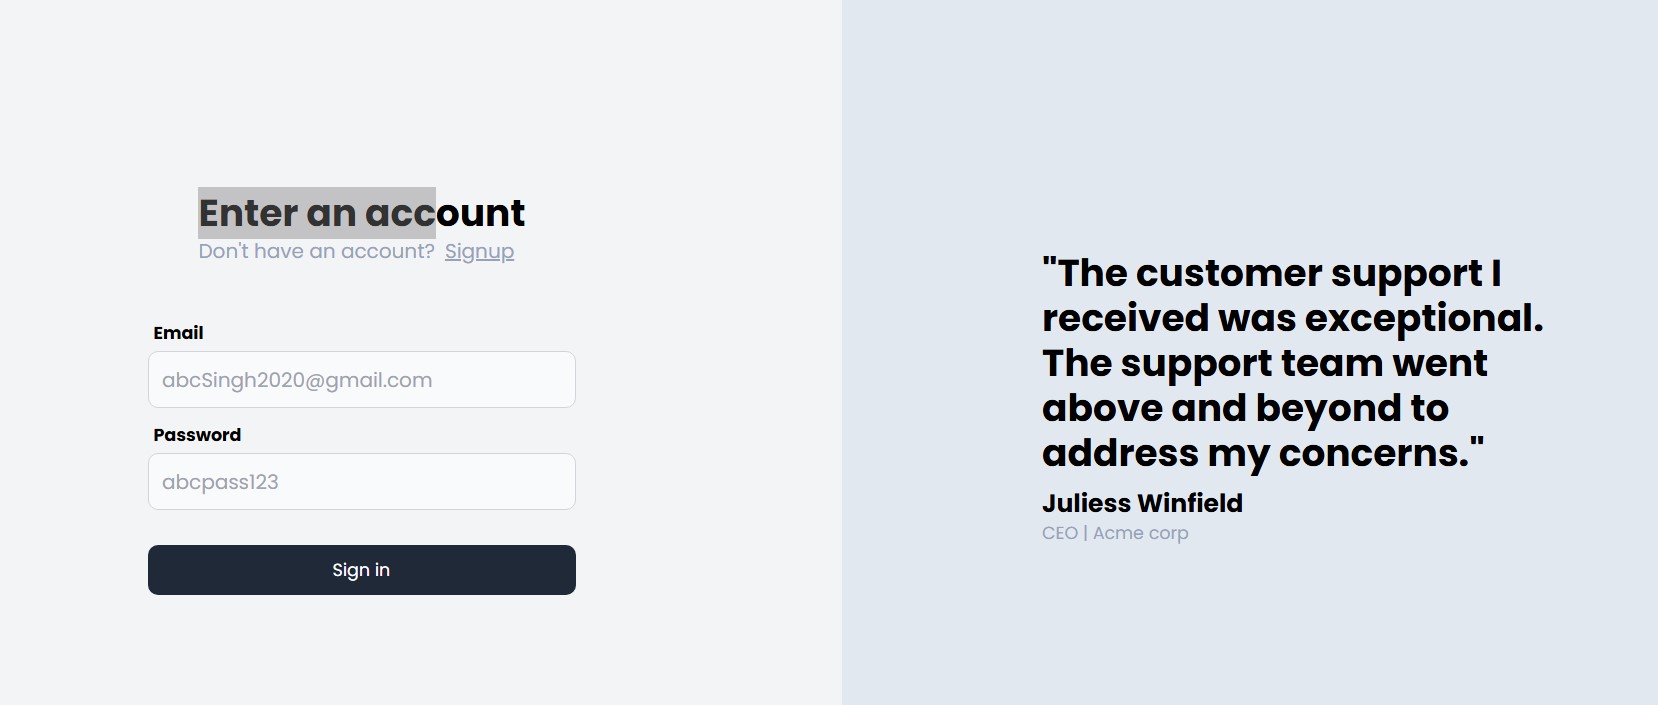 Enter an account
Don't have an account? Signup
Email
abcSingh2020@gmail.com
Password
abcpass123
Sign in
"The customer support I
received was exceptional.
The support team went
above and beyond to
address my concerns."
Juliess Winfield
CEO | Acme corp